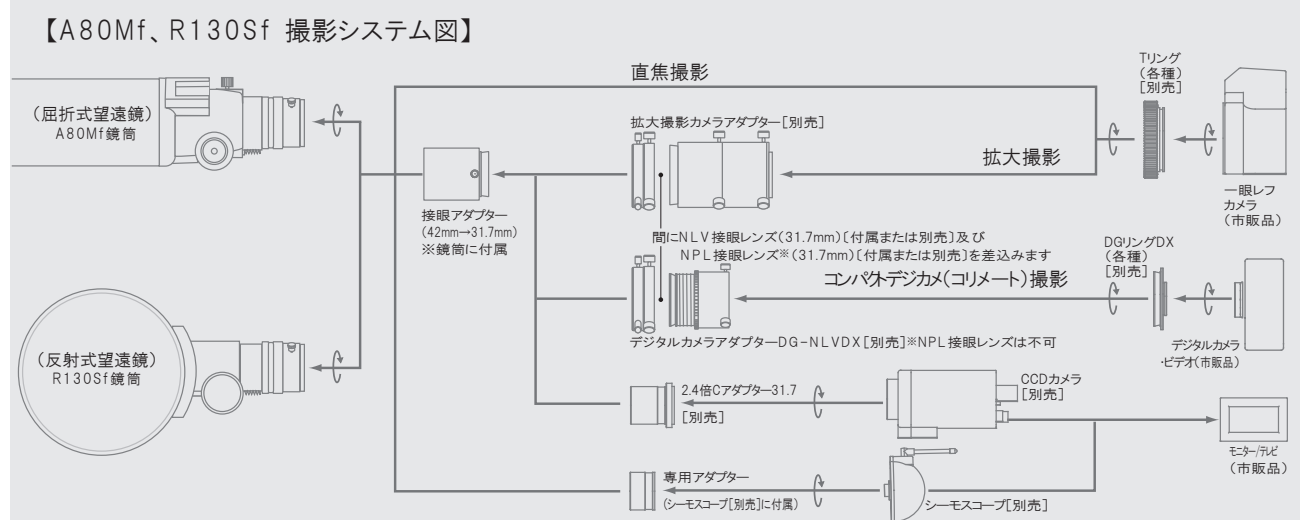 【A80Mf、R130Sf 撮影システム図】
(屈折式望遠鏡)
A80Mf鏡筒
(反射式望遠鏡)
R130Sf鏡筒
接眼アダプター
(42mm→31.7mm)
※鏡筒に付属
直焦撮影
拡大撮影カメラアダプター[別売]
拡大撮影
Tリング
(各種)
[別売]
一眼レフ
カメラ
(市販品)
間にNLV接眼レンズ(31.7mm)〔付属または別売〕及び
NPL接眼レンズ※(31.7mm)〔付属または別売〕を差込みます
コンパクトデジカメ(コリメート)撮影
DGリングDX
(各種)
[別売]
デジタルカメラ
・ビデオ(市販品)
デジタルカメラアダプターDG-NLVDX[別売]※NPL接眼レンズは不可
2.4倍Cアダプター31.7
[別売]
CCDカメラ
[別売]
モニター/テレビ
(市販品)
専用アダプター
(シーモスコープ[別売]に付属)
シーモスコープ[別売]